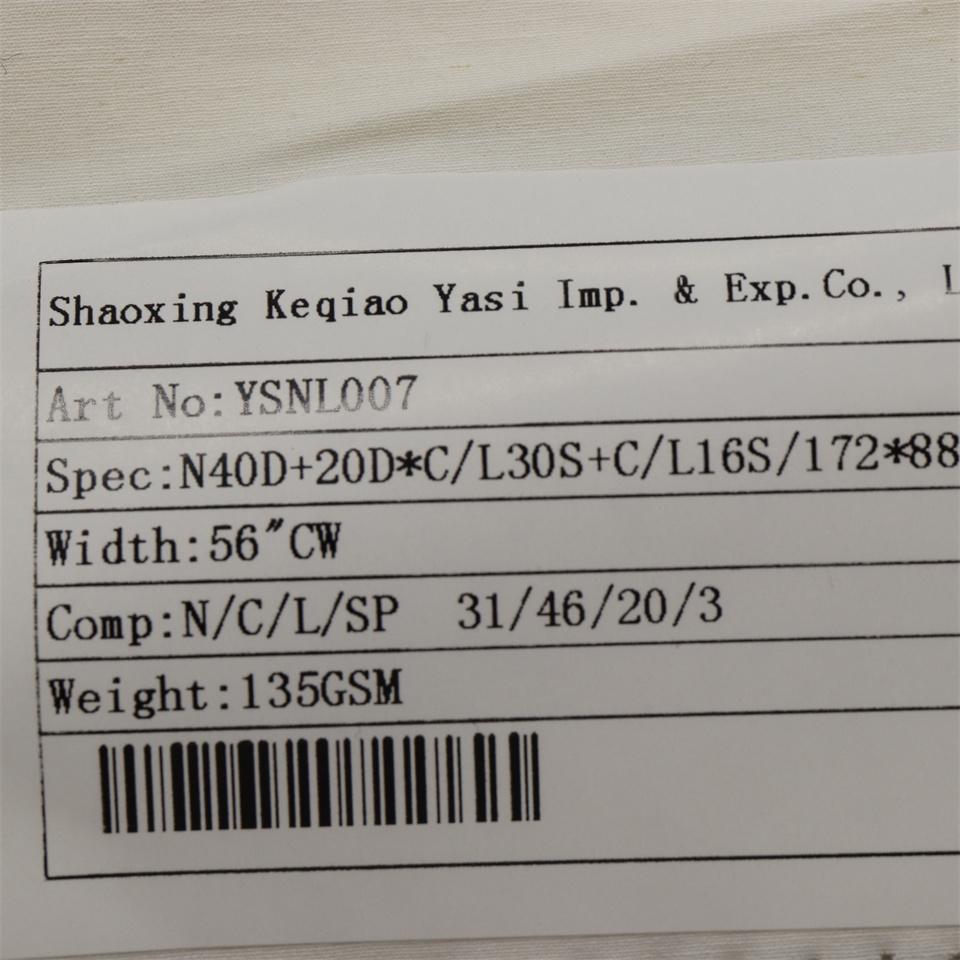 Shaoxing Keqiao Yasi Imp. & Exp.Co.,
Art No:YSNL007
Spec:N40D+20D*C/L30S+C/L16S/172*88
Width:56"CW
Comp:N/C/L/SP 31/46/20/3
Weight:135GSM